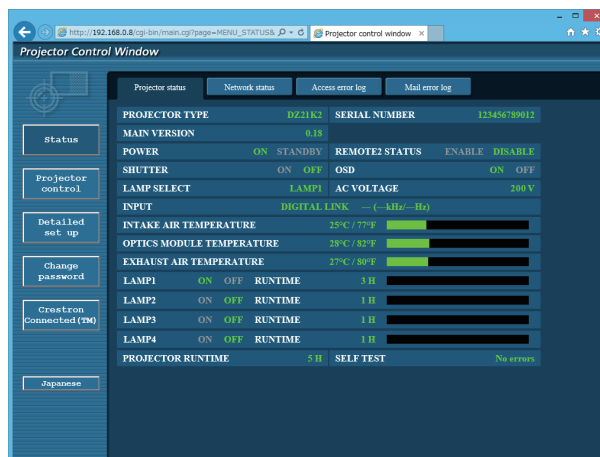 http://192.168.0.8/cgi-bin/main.cgi?page=MENU_STATUS&
Projector control window
Projector Control Window
Status
Projector control
Detailed set up
Change password
Crestron Connected(TM)
Japanese
Projector status Network status Access error log Mail error log
PROJECTOR TYPE DZ21K2 SERIAL NUMBER 123456789012
MAIN VERSION 0.18
POWER ON STANDBY REMOTE2 STATUS ENABLE DISABLE
SHUTTER ON OFF OSD ON OFF
LAMP SELECT LAMP1 AC VOLTAGE 200 V
INPUT DIGITAL LINK --- (---kHz/---Hz)
INTAKE AIR TEMPERATURE 25°C / 77°F
OPTICS MODULE TEMPERATURE 28°C / 82°F
EXHAUST AIR TEMPERATURE 27°C / 80°F
LAMP1 ON OFF RUNTIME 3 H
LAMP2 ON OFF RUNTIME 1 H
LAMP3 ON OFF RUNTIME 1 H
LAMP4 ON OFF RUNTIME 1 H
PROJECTOR RUNTIME 5 H SELF TEST No errors